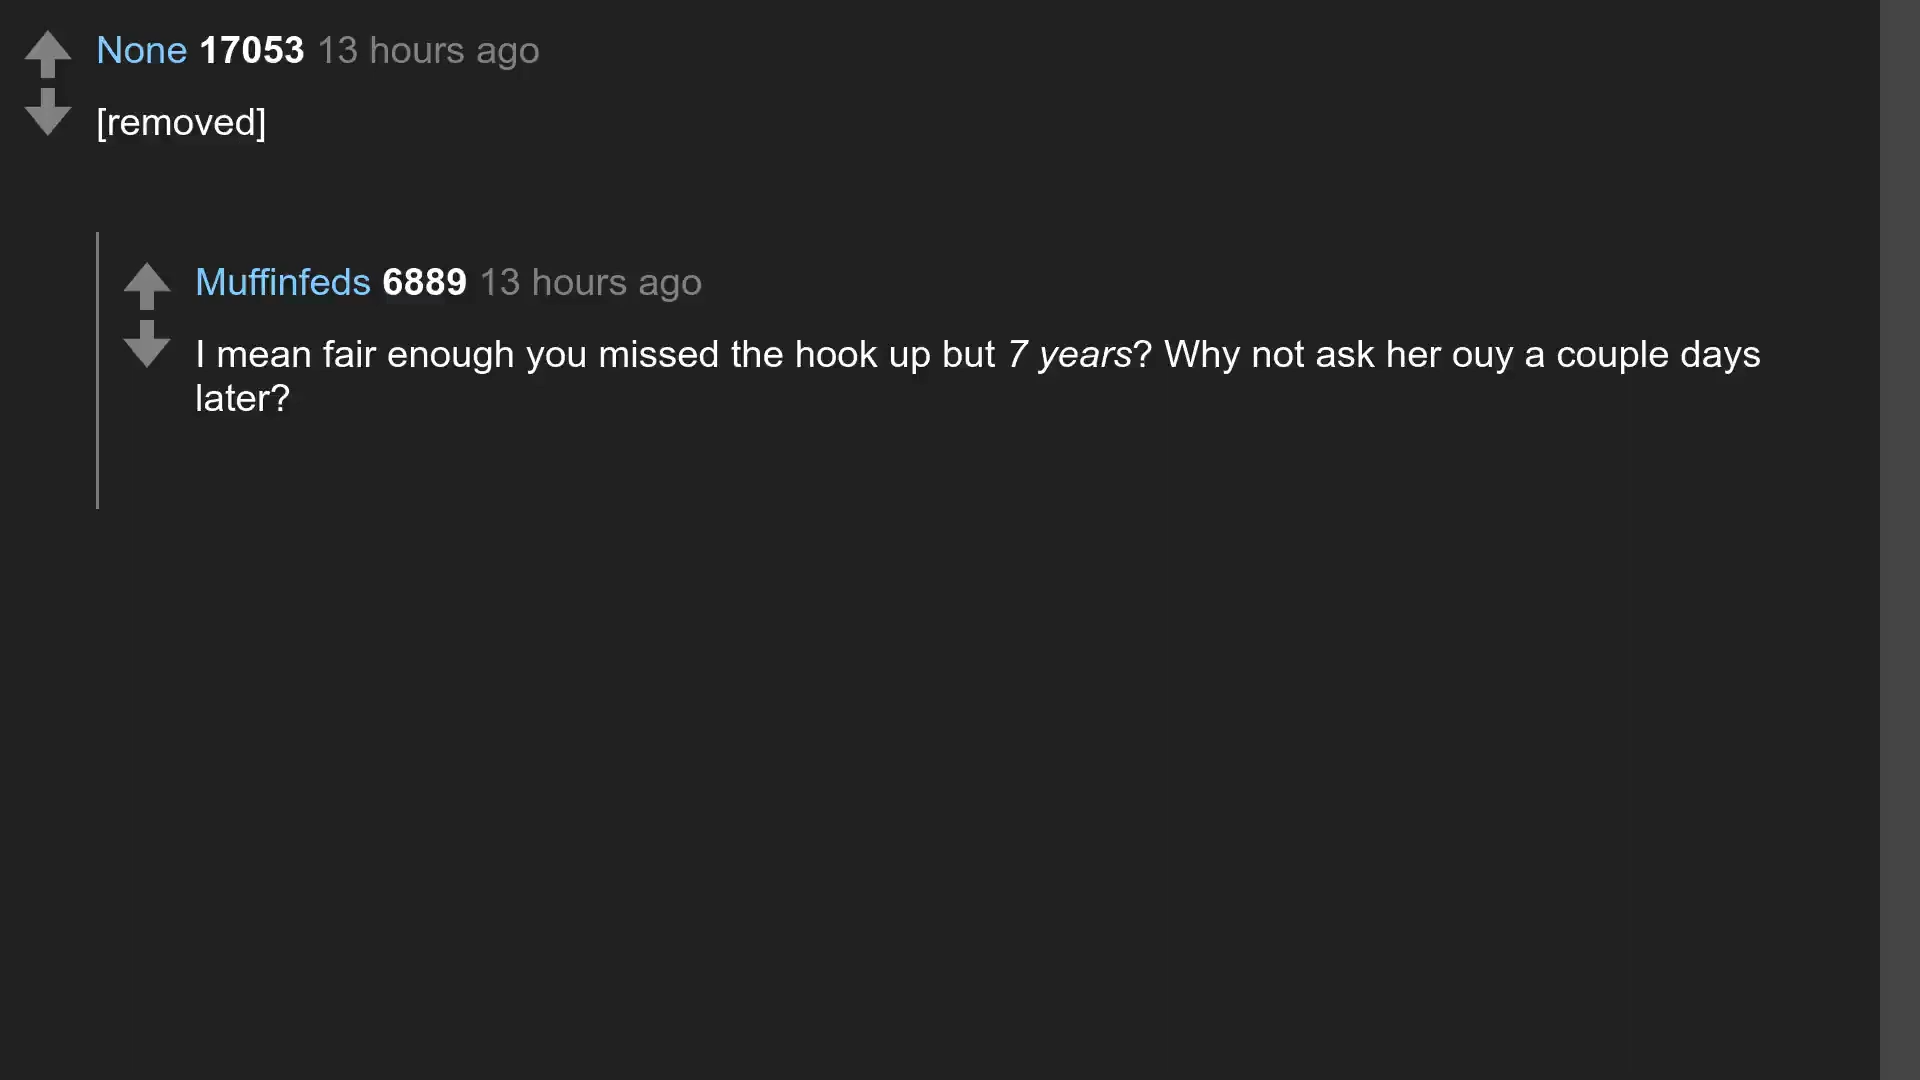 None 17053 13 hours ago
[removed]
Muffinfeds 6889 13 hours ago
I mean fair enough you missed the hook up but 7 years? Why not ask her ouy a couple days
later?